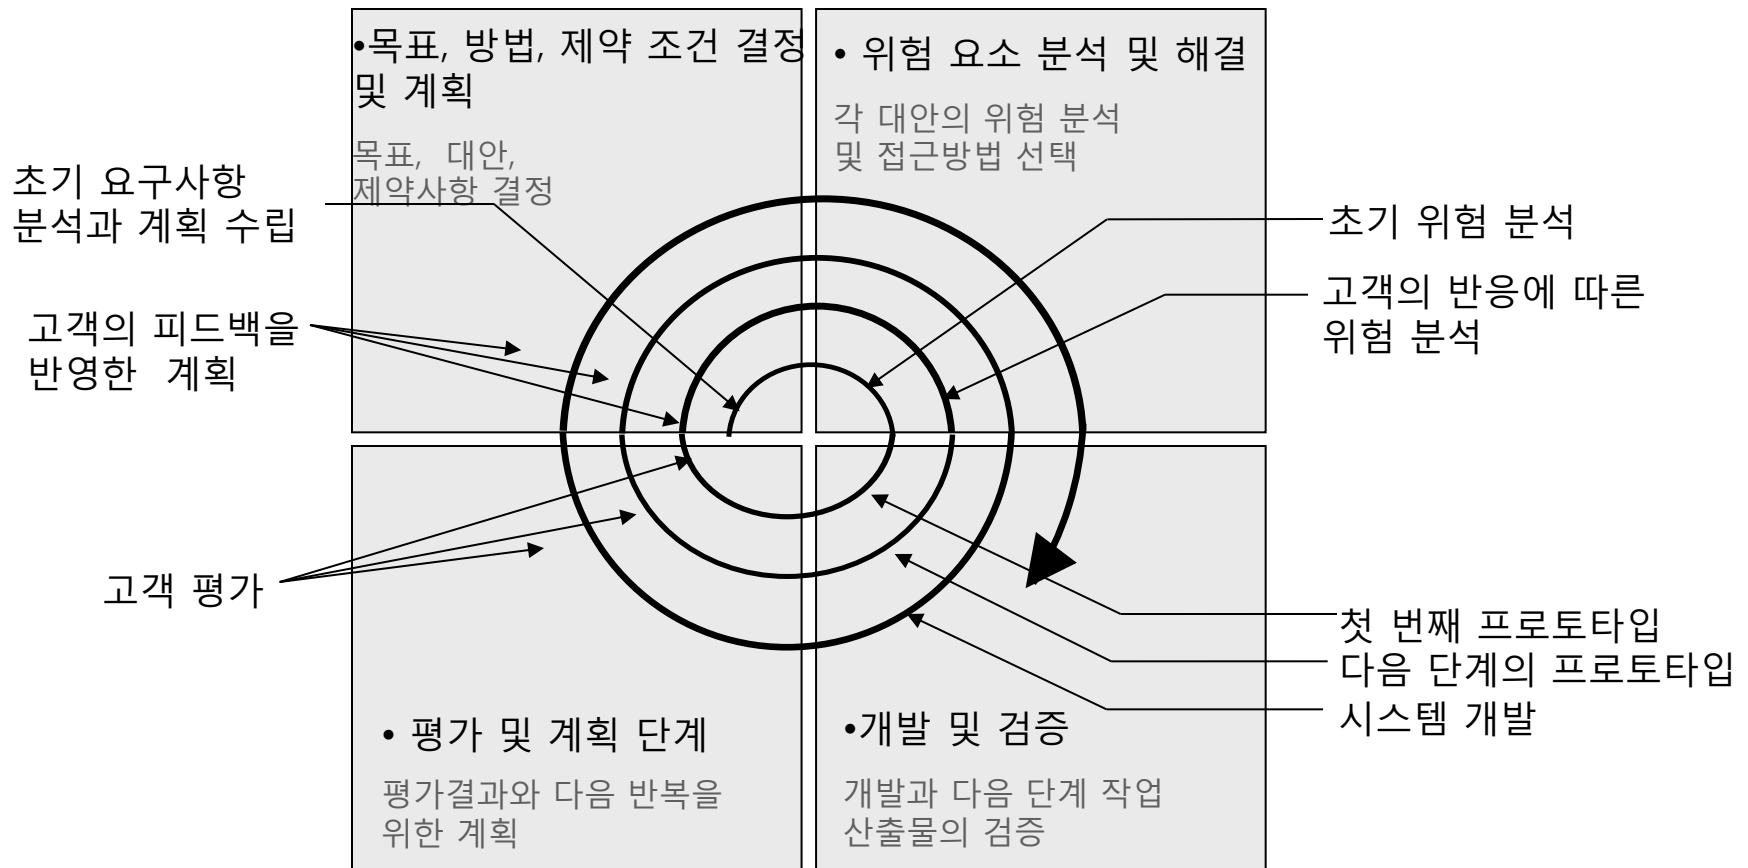 •목표, 방법, 제약 조건 결정
및 계획
목표, 대안,
제약사항 결정
• 위험 요소 분석 및 해결
각 대안의 위험 분석
및 접근방법 선택
초기 요구사항
분석과 계획 수립
고객의 피드백을
반영한 계획
고객 평가
초기 위험 분석
고객의 반응에 따른
위험 분석
첫 번째 프로토타입
다음 단계의 프로토타입
시스템 개발
• 평가 및 계획 단계
평가결과와 다음 반복을
위한 계획
•개발 및 검증
개발과 다음 단계 작업
산출물의 검증